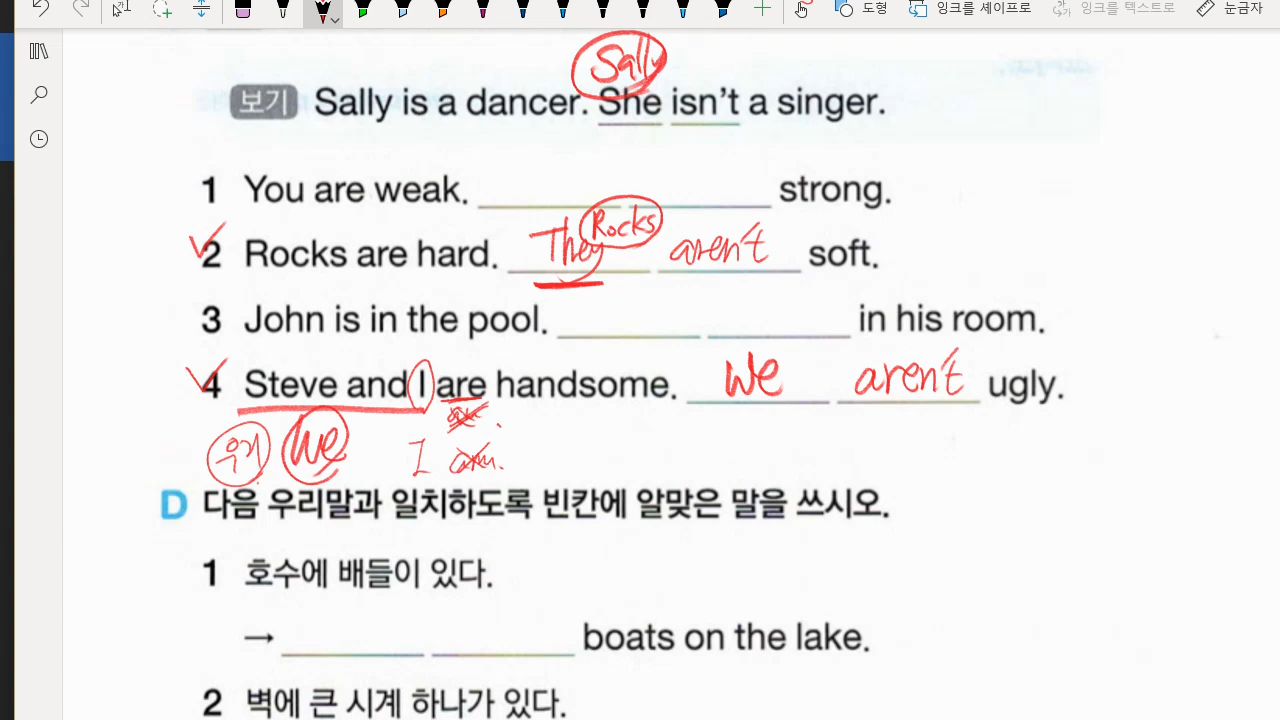 도형 잉크를 셰이프로 잉크를 텍스트로 눈금자
Sally
보기 Sally is a dancer. She isn't a singer.
1 You are weak. strong.
Rocks
2 Rocks are hard. They aren't soft.
3 John is in the pool. in his room.
4 Steve and I are handsome. We aren't ugly.
우리 we I am.
D 다음 우리말과 일치하도록 빈칸에 알맞은 말을 쓰시오.
1 호수에 배들이 있다.
→ boats on the lake.
2 벽에 큰 시계 하나가 있다.